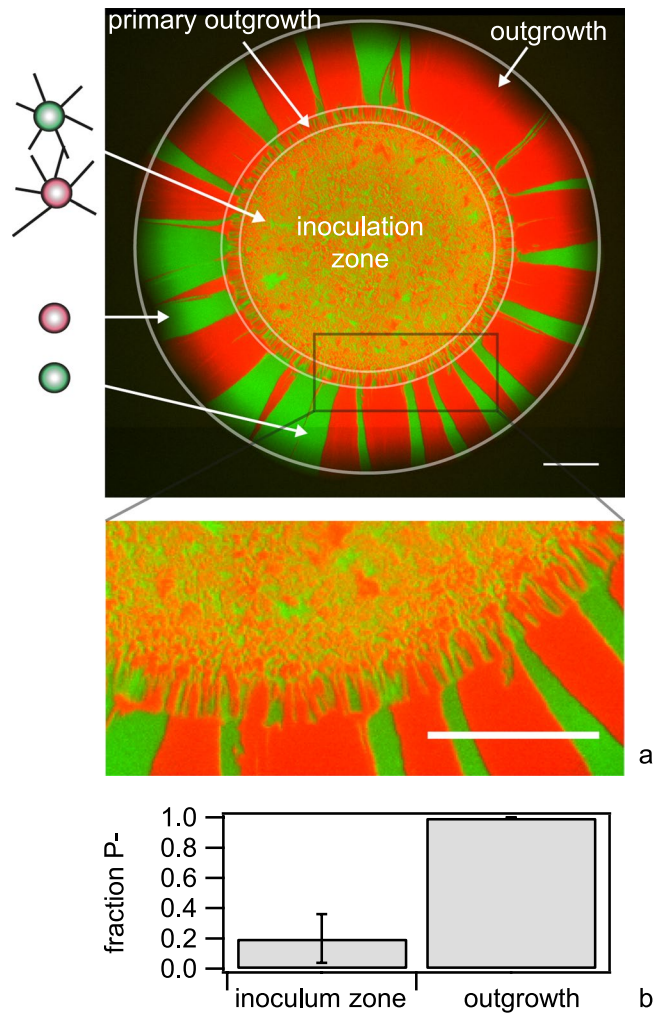 primary outgrowth
outgrowth
inoculation
zone
a
fraction P-
1.0
0.8
0.6
0.4
0.2
0.0
inoculum zone
outgrowth
b